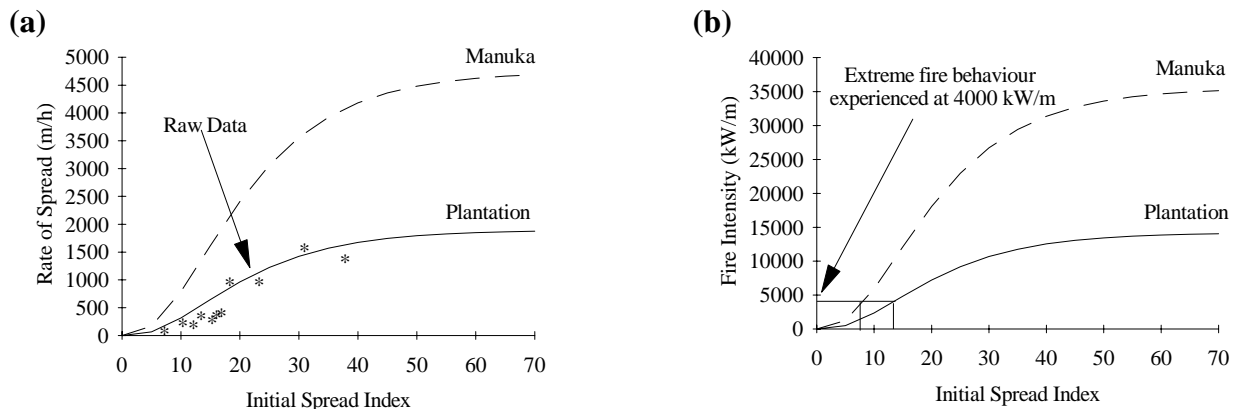 (a)
5000
4500
4000
3500
3000
2500
2000
1500
1000
500
0
Rate of Spread (m/h)
Manuka
Raw Data
Plantation
* * * * * * * * * * * *
0 10 20 30 40 50 60 70
Initial Spread Index
(b)
40000
35000
30000
25000
20000
15000
10000
5000
0
Fire Intensity (kW/m)
Extreme fire behaviour
experienced at 4000 kW/m
Manuka
Plantation
0 10 20 30 40 50 60 70
Initial Spread Index